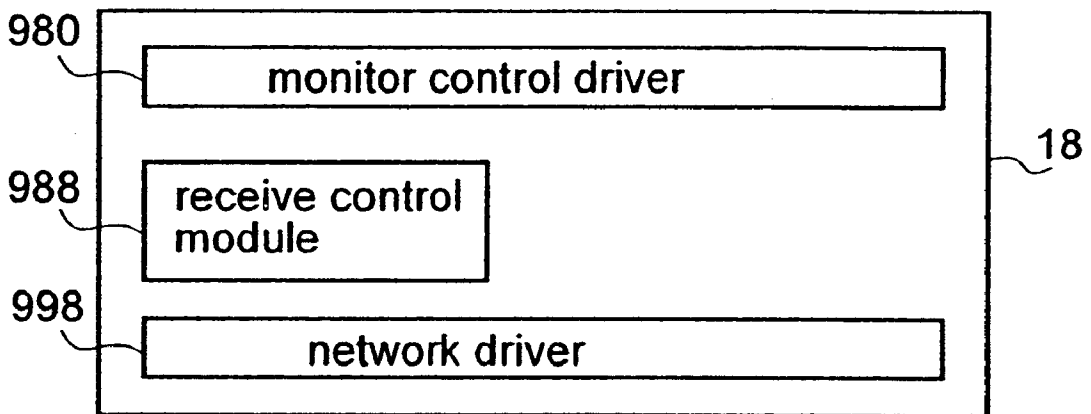 980
monitor control driver
18
988
receive control
module
998
network driver